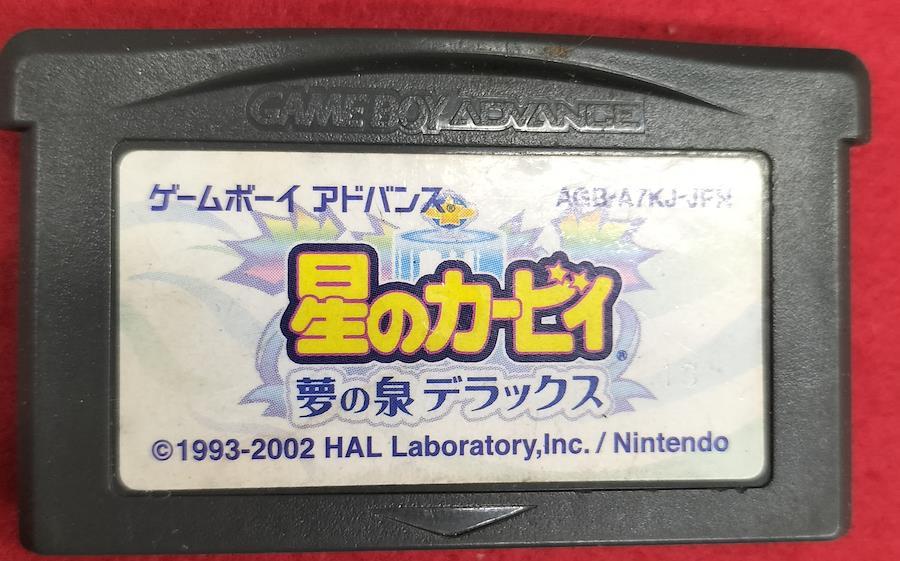 GAME BOY ADVANCE
ゲームボーイ アドバンス® AGB-A7KJ-JPN
星のカービィ®
夢の泉デラックス
13
©1993-2002 HAL Laboratory,Inc. / Nintendo